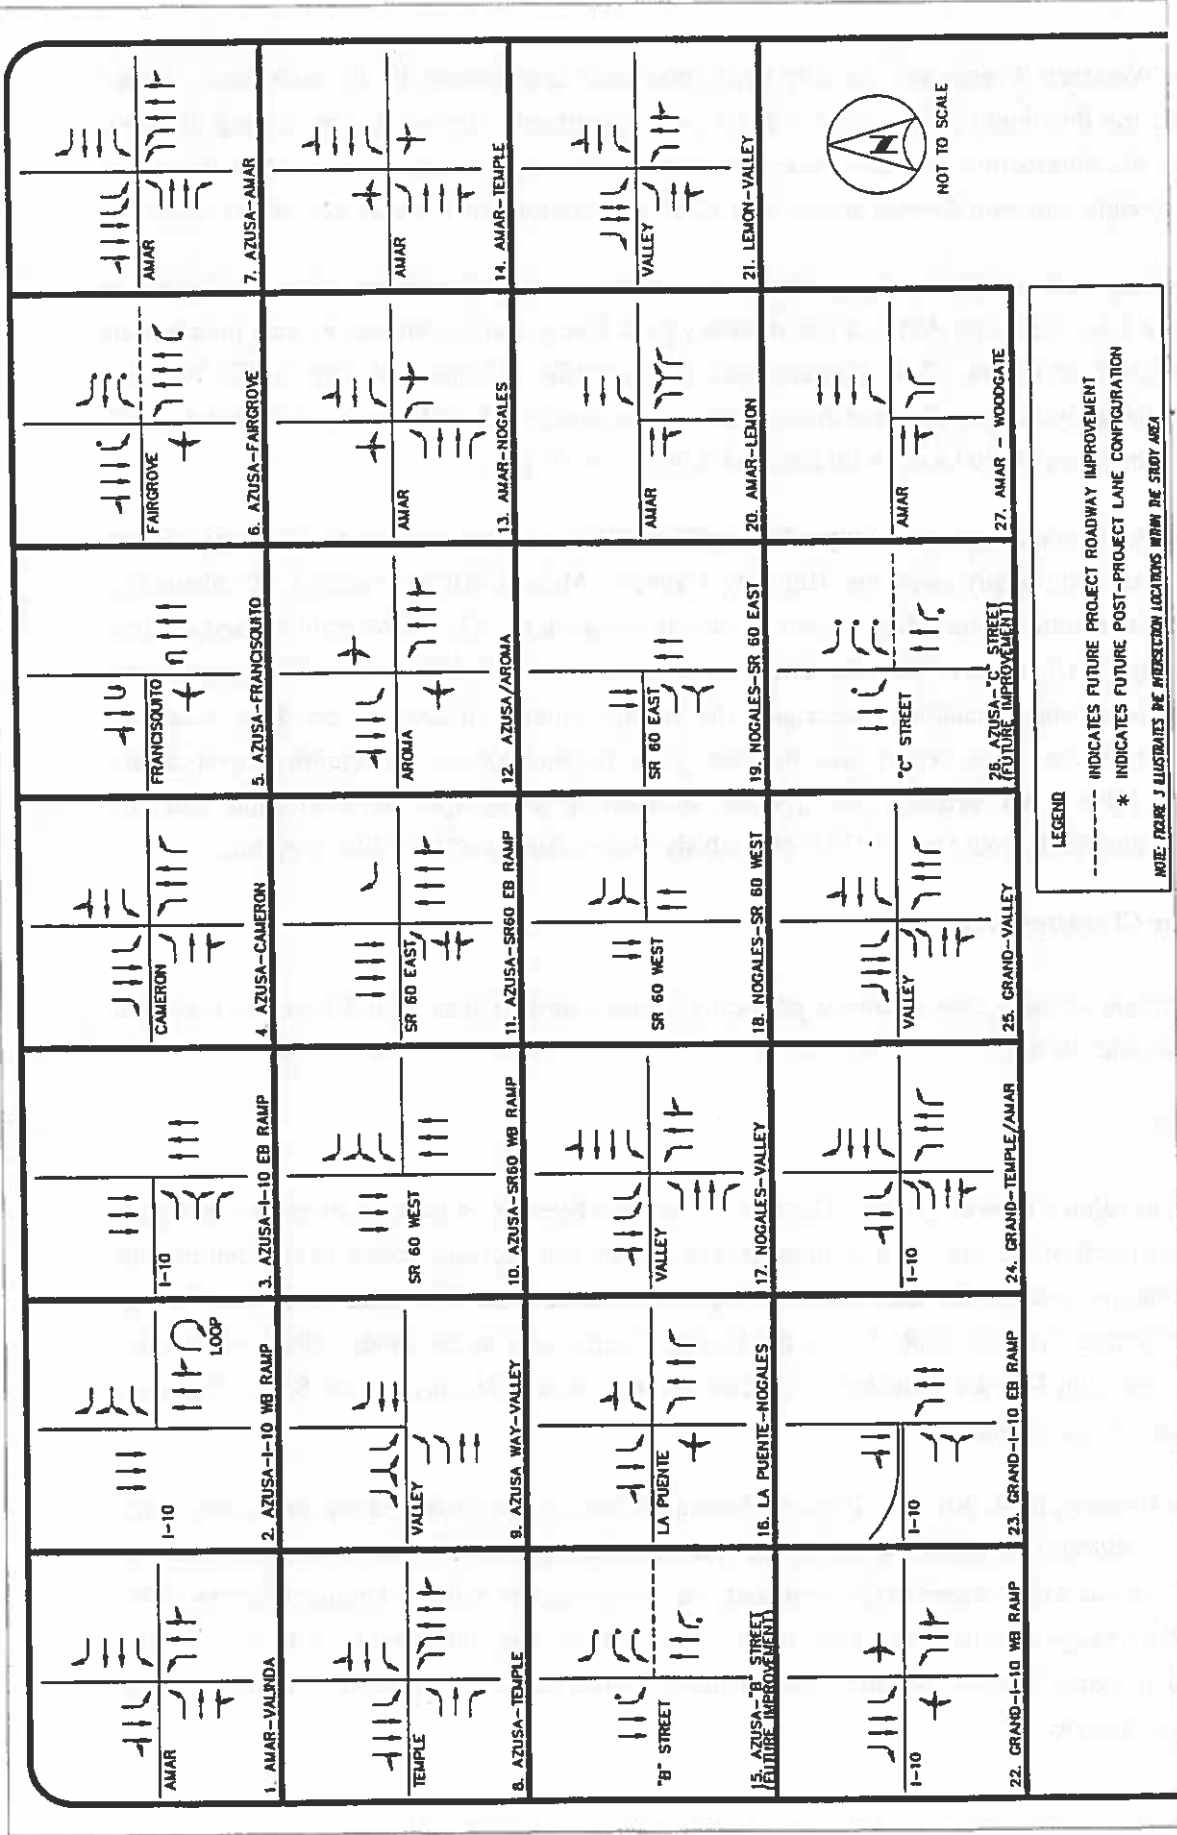 AMAR
1. AMAR-VALINDA
I-10
LOOP
2. AZUSA-I-10 WB RAMP
I-10
3. AZUSA-I-10 EB RAMP
CAMERON
4. AZUSA-CAMERON
FRANCISQUITO
5. AZUSA-FRANCISQUITO
FAIRGROVE
6. AZUSA-FAIRGROVE
AMAR
7. AZUSA-AMAR
TEMPLE
8. AZUSA-TEMPLE
VALLEY
9. AZUSA WAY-VALLEY
SR 60 WEST
10. AZUSA-SR60 WB RAMP
SR 60 EAST
11. AZUSA-SR60 EB RAMP
AROMA
12. AZUSA/AROMA
AMAR
13. AMAR-NOGALES
AMAR
14. AMAR-TEMPLE
"B" STREET
15. AZUSA-"B" STREET
(FUTURE IMPROVEMENT)
LA PUENTE
16. LA PUENTE-NOGALES
VALLEY
17. NOGALES-VALLEY
SR 60 WEST
18. NOGALES-SR 60 WEST
SR 60 EAST
19. NOGALES-SR 60 EAST
AMAR
20. AMAR-LEMON
VALLEY
21. LEMON-VALLEY
I-10
22. GRAND-I-10 WB RAMP
I-10
23. GRAND-I-10 EB RAMP
I-10
24. GRAND-TEMPLE/AMAR
VALLEY
25. GRAND-VALLEY
"C" STREET
26. AZUSA-"C" STREET
(FUTURE IMPROVEMENT)
AMAR
27. AMAR - WOODGATE
N
NOT TO SCALE
LEGEND
------- INDICATES FUTURE PROJECT ROADWAY IMPROVEMENT
* INDICATES FUTURE POST-PROJECT LANE CONFIGURATION
NOTE: FIGURE 3 ILLUSTRATES THE INTERSECTION LOCATIONS WITHIN THE STUDY AREA